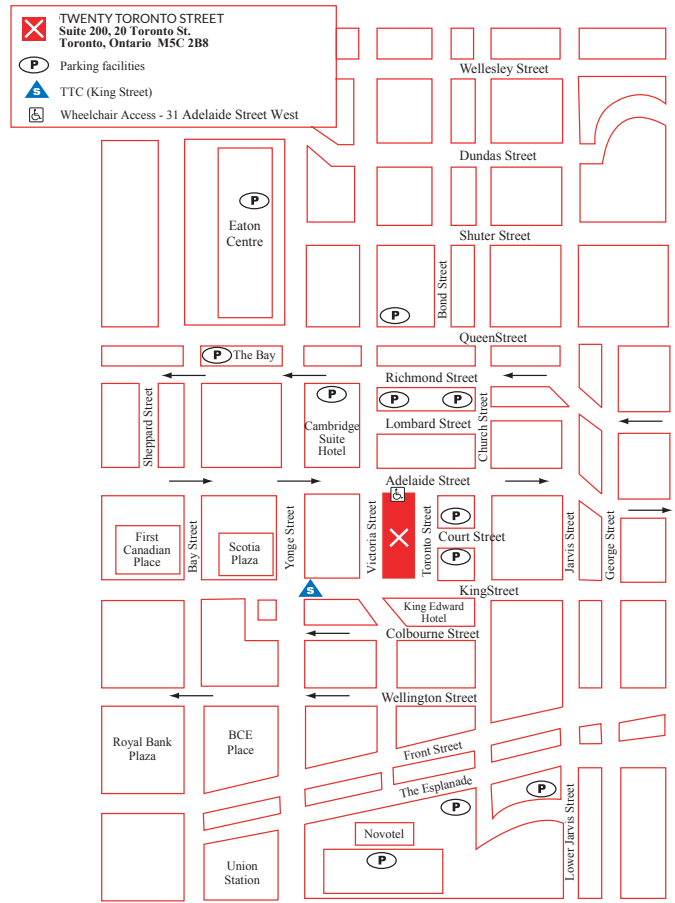 TWENTY TORONTO STREET
Suite 200, 20 Toronto St.
Toronto, Ontario M5C 2B8
P Parking facilities
S TTC (King Street)
Wheelchair Access - 31 Adelaide Street West
Wellesley Street
Dundas Street
P
Eaton
Centre
Shuter Street
Bond Street
P
QueenStreet
P The Bay
Richmond Street
P
P
P
Cambridge
Suite
Hotel
Lombard Street
Sheppard Street
Church Street
Adelaide Street
First
Canadian
Place
Bay Street
Scotia
Plaza
Yonge Street
Victoria Street
Toronto Street
P
Court Street
P
Jarvis Street
George Street
S
KingStreet
King Edward
Hotel
Colbourne Street
Wellington Street
Royal Bank
Plaza
BCE
Place
Front Street
The Esplanade
P
P
Lower Jarvis Street
Novotel
P
Union
Station